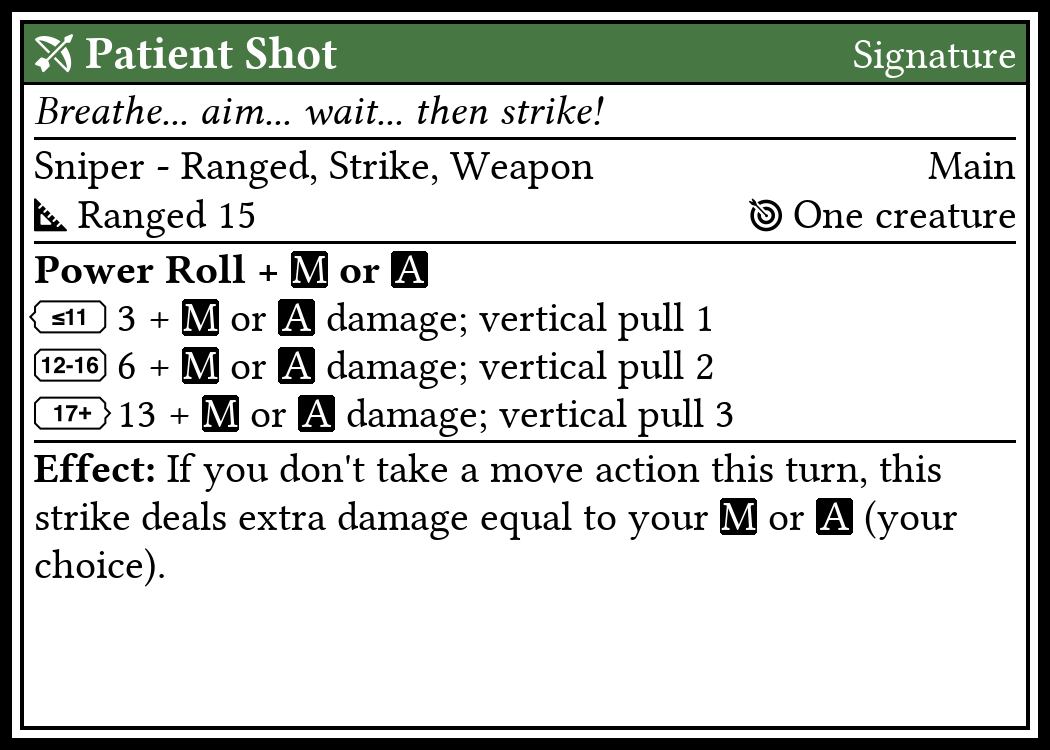 Patient Shot Signature
Breathe... aim... wait... then strike!
Sniper - Ranged, Strike, Weapon Main
Ranged 15 One creature
Power Roll + M or A
≤11 3 + M or A damage; vertical pull 1
12-16 6 + M or A damage; vertical pull 2
17+ 13 + M or A damage; vertical pull 3
Effect: If you don't take a move action this turn, this
strike deals extra damage equal to your M or A (your
choice).